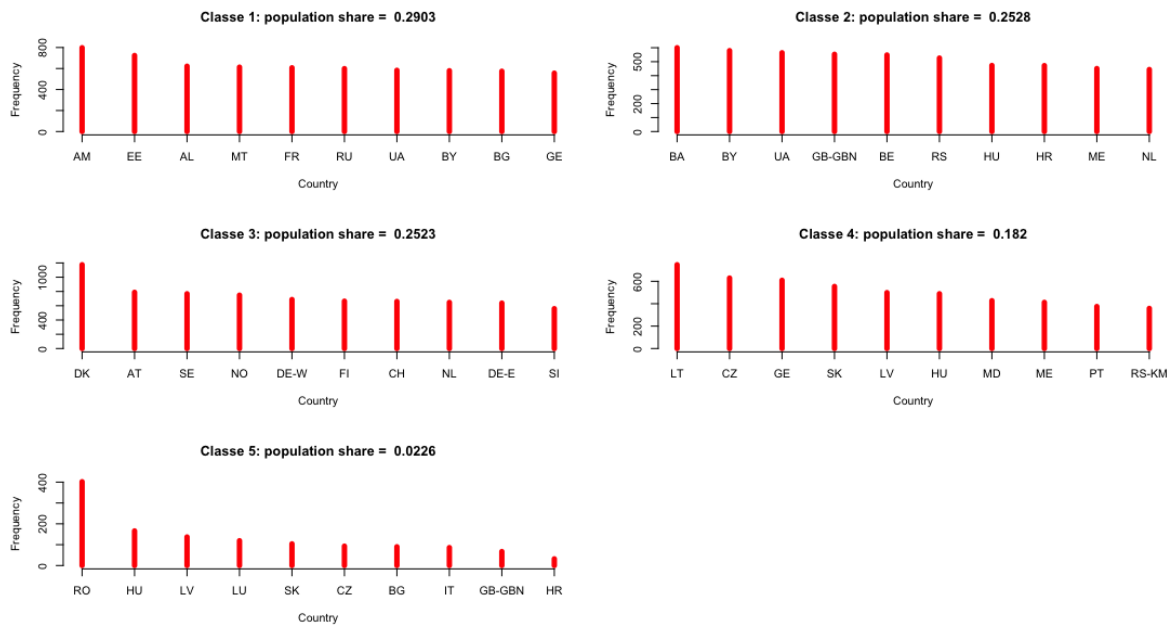 Classe 1: population share =  0.2903
Frequency
800
400
0
AM EE AL MT FR RU UA BY BG GE
Country
Classe 2: population share =  0.2528
Frequency
500
200
0
BA BY UA GB-GBN BE RS HU HR ME NL
Country
Classe 3: population share =  0.2523
Frequency
1000
400
0
DK AT SE NO DE-W FI CH NL DE-E SI
Country
Classe 4: population share =  0.182
Frequency
600
200
0
LT CZ GE SK LV HU MD ME PT RS-KM
Country
Classe 5: population share =  0.0226
Frequency
400
200
0
RO HU LV LU SK CZ BG IT GB-GBN HR
Country